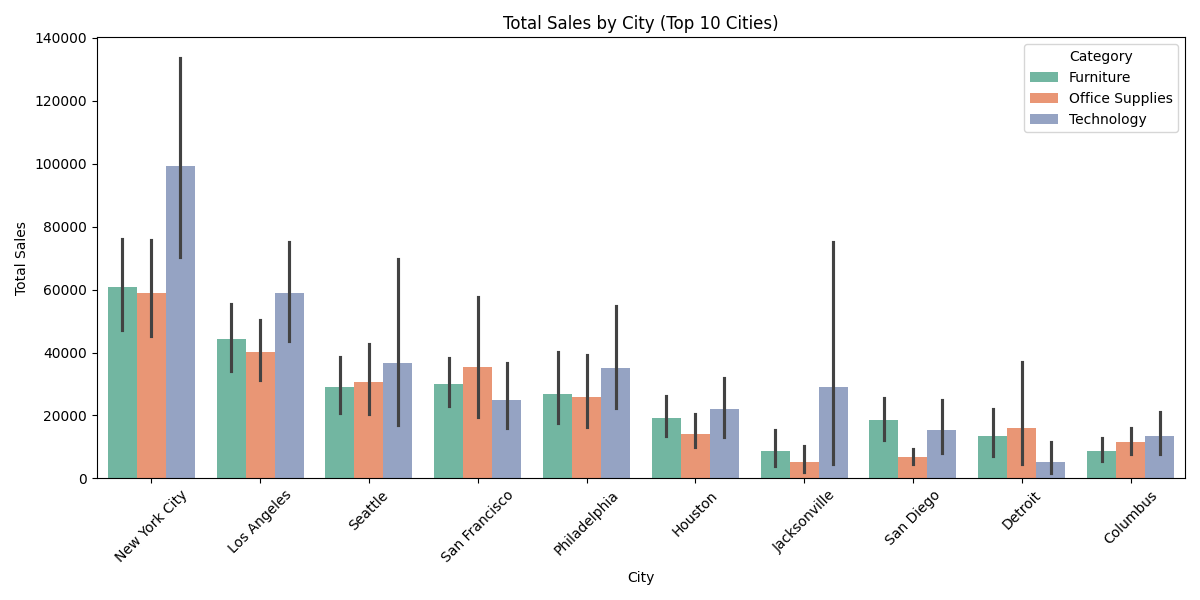 Total Sales by City (Top 10 Cities)
140000
120000
100000
80000
60000
40000
20000
0
Total Sales
Category
Furniture
Office Supplies
Technology
New York City
Los Angeles
Seattle
San Francisco
Philadelphia
Houston
Jacksonville
San Diego
Detroit
Columbus
City